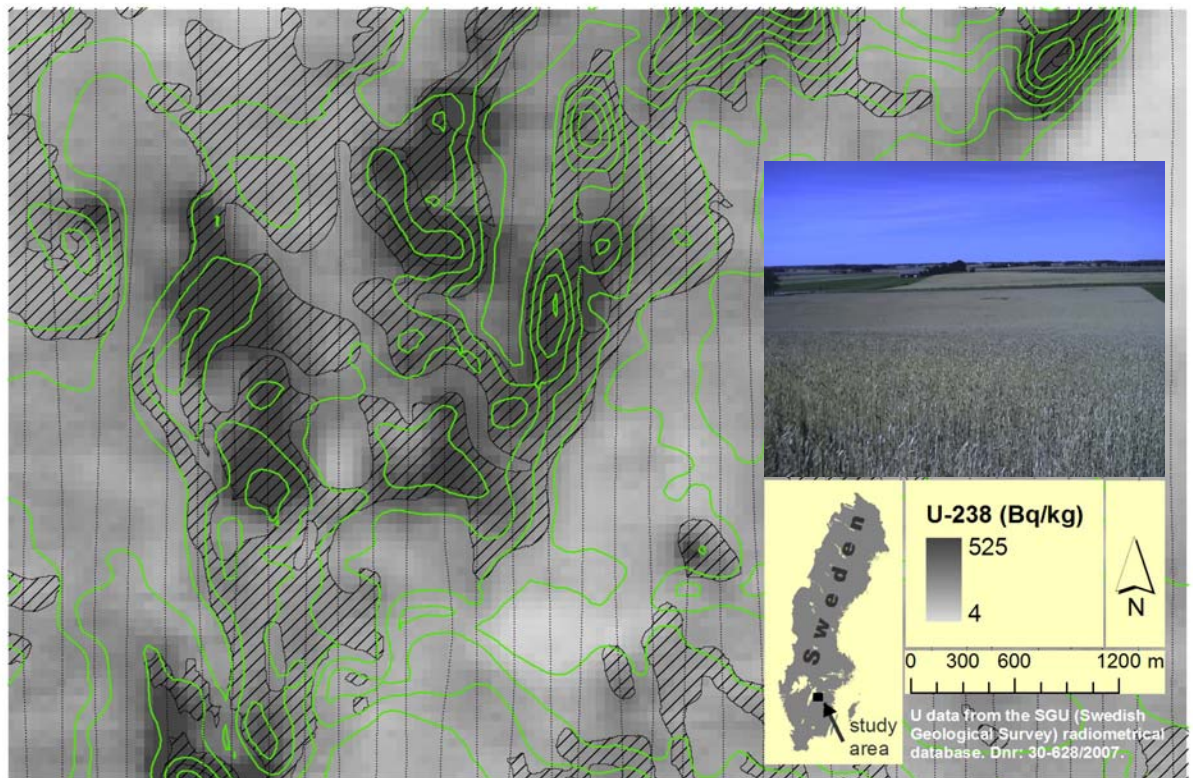 U-238 (Bq/kg)
525
4
N
Sweden
study
area
0 300 600 1200 m
U data from the SGU (Swedish
Geological Survey) radiometrical
database. Dnr: 30-628/2007.